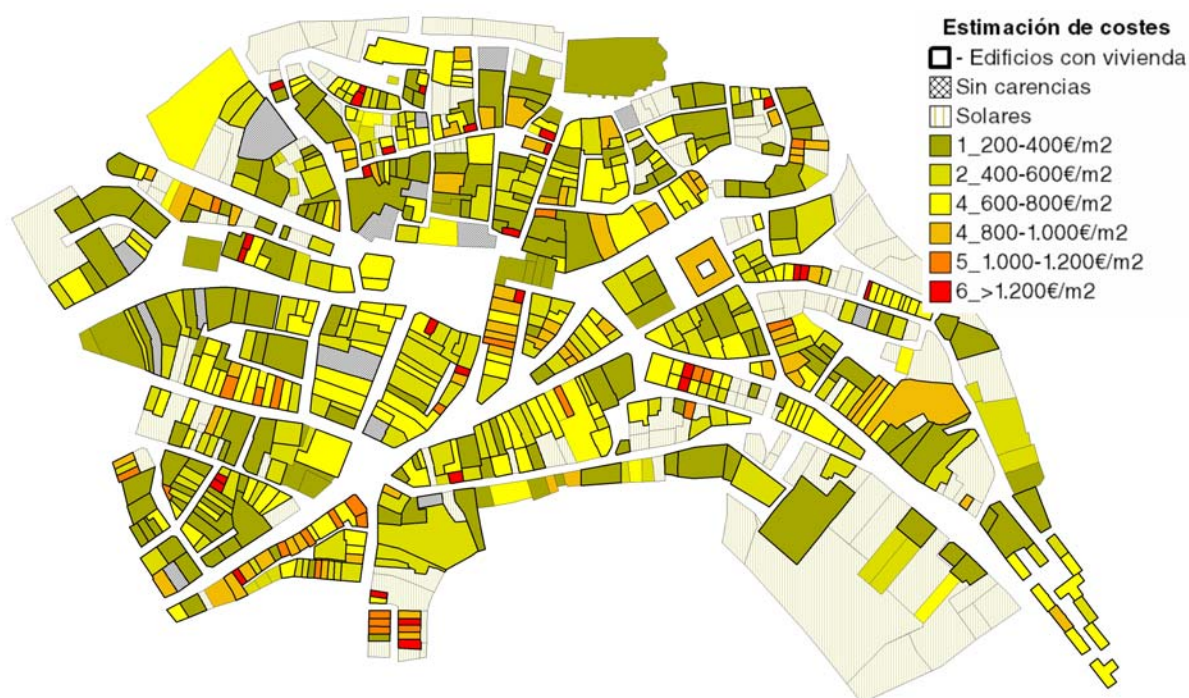 Estimación de costes
- Edificios con vivienda
Sin carencias
Solares
1_200-400€/m2
2_400-600€/m2
4_600-800€/m2
4_800-1.000€/m2
5_1.000-1.200€/m2
6_>1.200€/m2